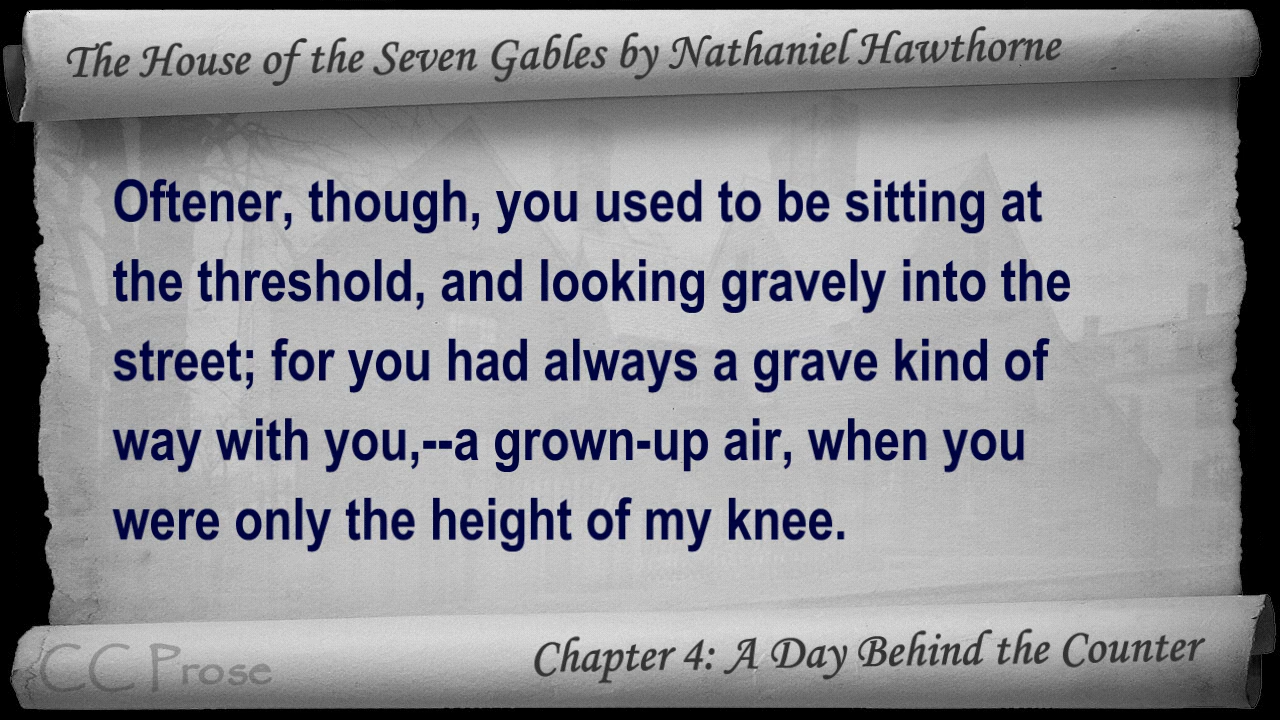 The House of the Seven Gables by Nathaniel Hawthorne
Oftener, though, you used to be sitting at
the threshold, and looking gravely into the
street; for you had always a grave kind of
way with you,--a grown-up air, when you
were only the height of my knee.
CC Prose
Chapter 4: A Day Behind the Counter